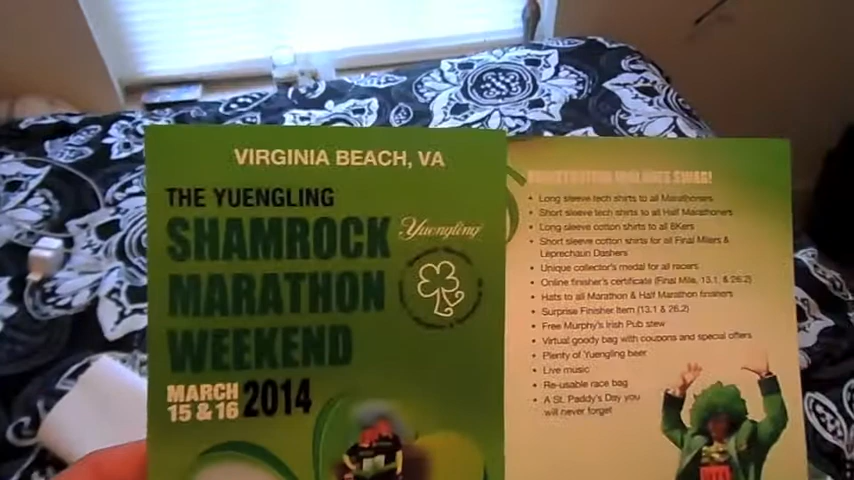 VIRGINIA BEACH, VA
THE YUENGLING
SHAMROCK
MARATHON
WEEKEND
Yuengling
MARCH
15 & 16
2014
REGISTRATION INCLUDES SWAG!
• Long sleeve tech shirts to all Marathoners
• Short sleeve tech shirts to all Half Marathoners
• Long sleeve cotton shirts to all 8Kers
• Short sleeve cotton shirts for all Final Milers &
Leprechaun Dashers
• Unique collector's medal for all racers
• Online finisher's certificate (Final Mile, 13.1 & 26.2)
• Hats to all Marathon & Half Marathon finishers
• Surprise Finisher Item (13.1 & 26.2)
• Free Murphy's Irish Pub stew
• Virtual goody bag with coupons and special offers
• Plenty of Yuengling beer
• Live music
• Re-usable race bag
• A St. Paddy's Day you
will never forget